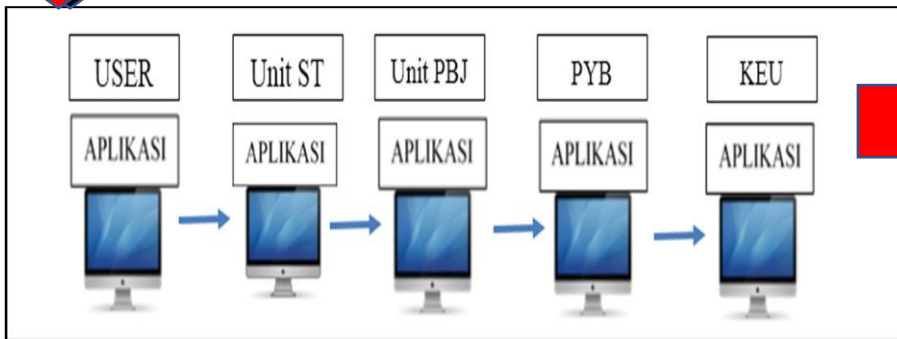 USER
Unit ST
Unit PBJ
PYB
KEU
APLIKASI
APLIKASI
APLIKASI
APLIKASI
APLIKASI